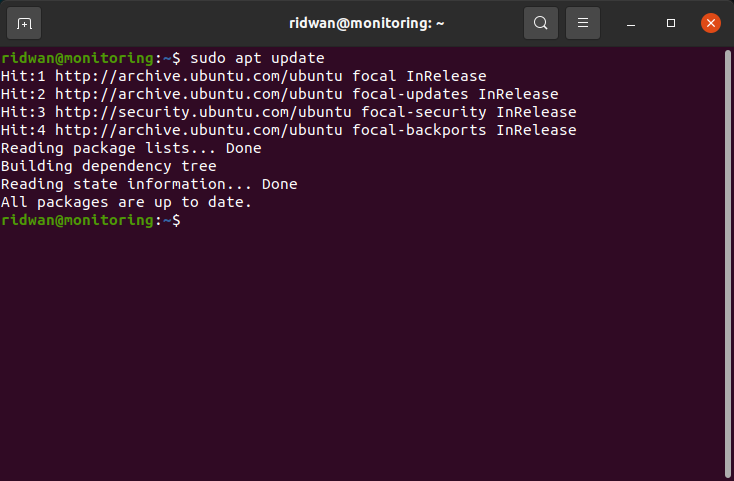 ridwan@monitoring: ~
ridwan@monitoring:~$ sudo apt update
Hit:1 http://archive.ubuntu.com/ubuntu focal InRelease
Hit:2 http://archive.ubuntu.com/ubuntu focal-updates InRelease
Hit:3 http://security.ubuntu.com/ubuntu focal-security InRelease
Hit:4 http://archive.ubuntu.com/ubuntu focal-backports InRelease
Reading package lists... Done
Building dependency tree
Reading state information... Done
All packages are up to date.
ridwan@monitoring:~$